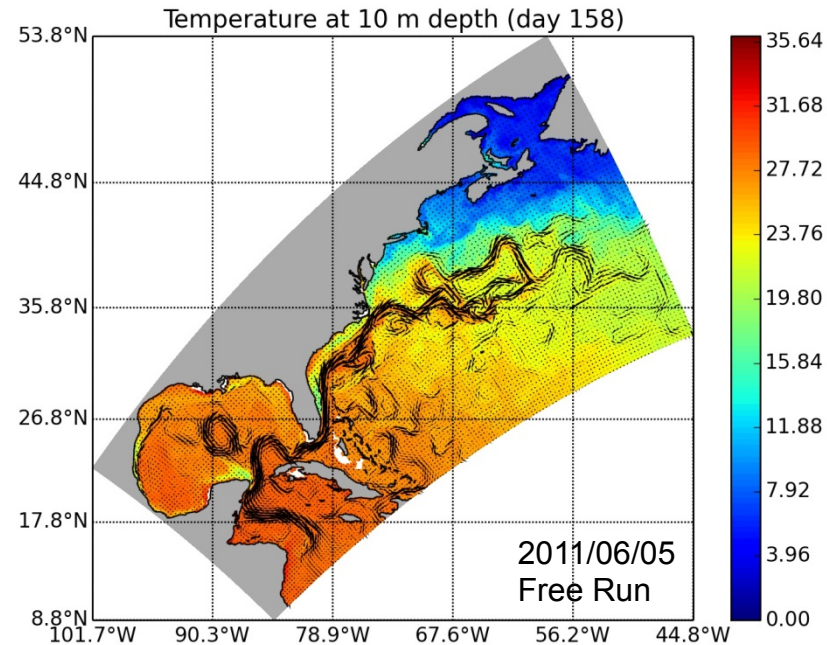 Temperature at 10 m depth (day 158)
53.8°N
44.8°N
35.8°N
26.8°N
17.8°N
8.8°N
101.7°W 90.3°W 78.9°W 67.6°W 56.2°W 44.8°W
2011/06/05
Free Run
35.64
31.68
27.72
23.76
19.80
15.84
11.88
7.92
3.96
0.00